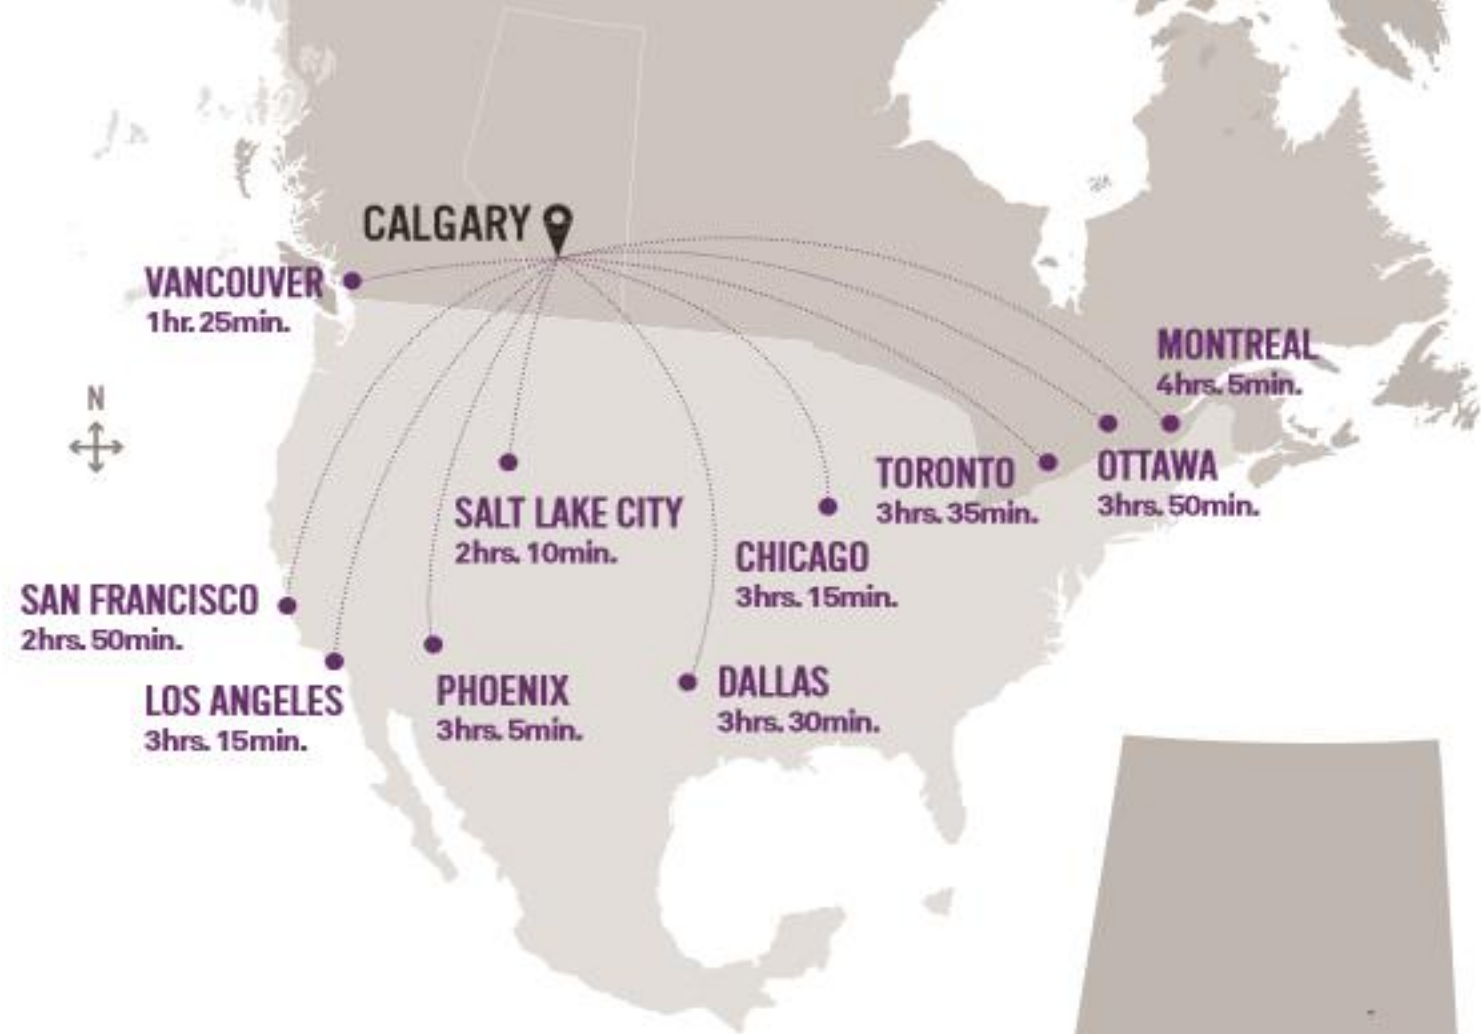 CALGARY
VANCOUVER
1hr. 25min.
MONTREAL
4hrs. 5min.
N
TORONTO
3hrs. 35min.
OTTAWA
3hrs. 50min.
SALT LAKE CITY
2hrs. 10min.
CHICAGO
3hrs. 15min.
SAN FRANCISCO
2hrs. 50min.
LOS ANGELES
3hrs. 15min.
PHOENIX
3hrs. 5min.
DALLAS
3hrs. 30min.